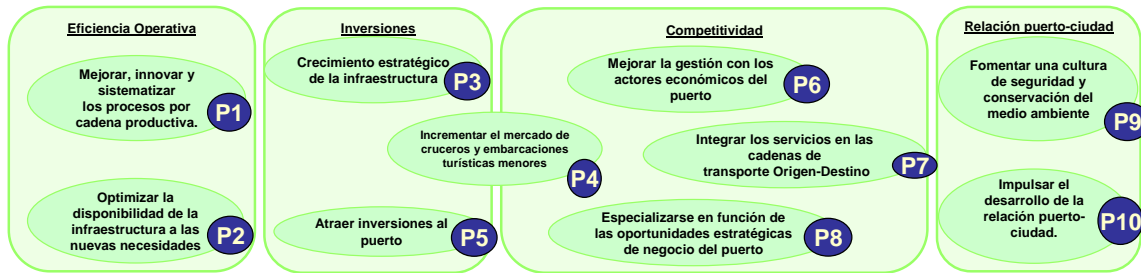 Eficiencia Operativa
Mejorar, innovar y
sistematizar
los procesos por
cadena productiva.
P1
Optimizar la
disponibilidad de la
infraestructura a las
nuevas necesidades
P2
Inversiones
Crecimiento estratégico
de la infraestructura
P3
Incrementar el mercado de
cruceros y embarcaciones
turísticas menores
P4
Atraer inversiones al
puerto
P5
Competitividad
Mejorar la gestión con los
actores económicos del
puerto
P6
Integrar los servicios en las
cadenas de
transporte Origen-Destino
P7
Especializarse en función de
las oportunidades estratégicas
de negocio del puerto
P8
Relación puerto-ciudad
Fomentar una cultura
de seguridad y
conservación del
medio ambiente
P9
Impulsar el
desarrollo de la
relación puerto-
ciudad.
P10